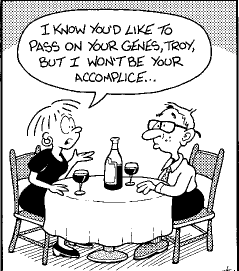 I KNOW YOU'D LIKE TO
PASS ON YOUR GENES, TROY,
BUT I WON'T BE YOUR
ACCOMPLICE...